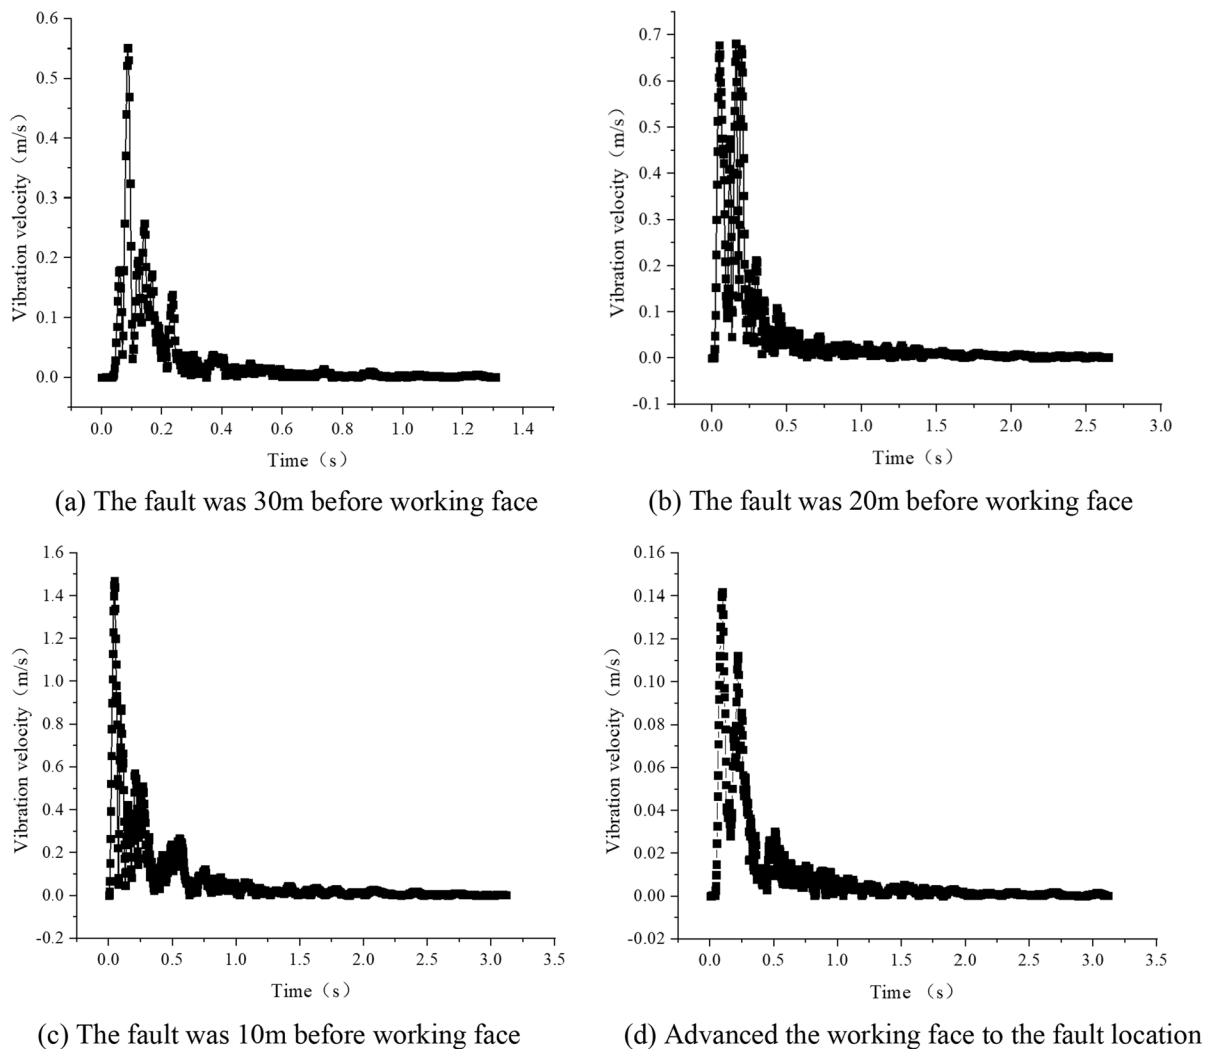 0.6
0.5
0.4
0.3
0.2
0.1
0.0
Vibration velocity（m/s）
0.0 0.2 0.4 0.6 0.8 1.0 1.2 1.4
Time（s）
(a) The fault was 30m before working face
0.7
0.6
0.5
0.4
0.3
0.2
0.1
0.0
-0.1
Vibration velocity（m/s）
0.0 0.5 1.0 1.5 2.0 2.5 3.0
Time（s）
(b) The fault was 20m before working face
1.6
1.4
1.2
1.0
0.8
0.6
0.4
0.2
0.0
-0.2
Vibration velocity（m/s）
0.0 0.5 1.0 1.5 2.0 2.5 3.0 3.5
Time（s）
(c) The fault was 10m before working face
0.16
0.14
0.12
0.10
0.08
0.06
0.04
0.02
0.00
-0.02
Vibration velocity（m/s）
0.0 0.5 1.0 1.5 2.0 2.5 3.0 3.5
Time （s）
(d) Advanced the working face to the fault location